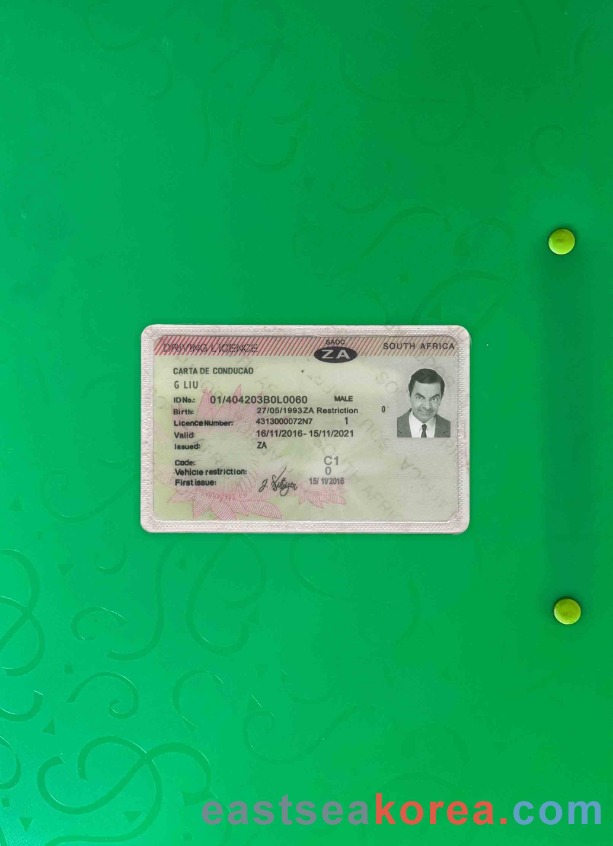 DRIVING LICENCE
SADC
ZA
SOUTH AFRICA
CARTA DE CONDUCAO
G LIU
ID No: 01/404203B0L0060 MALE
Birth: 27/05/1993ZA Restriction 0
Licence Number: 4313000072N7 1
Valid 16/11/2016- 15/11/2021
Issued: ZA
Code: C1
Vehicle restriction: 0
First issue: 15/ 10/2016
eastseakorea.com